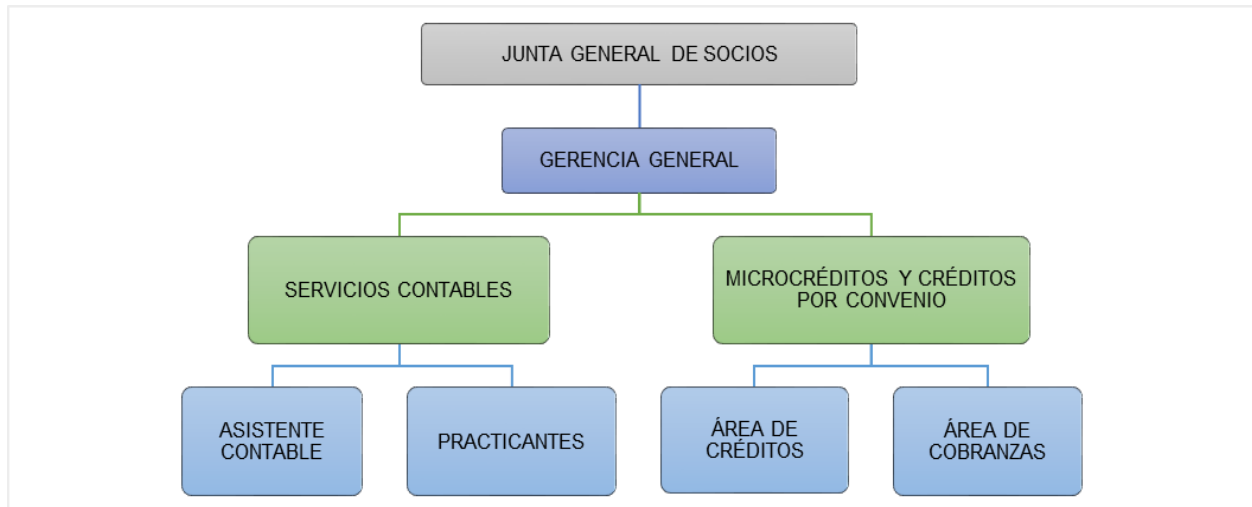 JUNTA GENERAL DE SOCIOS
GERENCIA GENERAL
SERVICIOS CONTABLES
MICROCRÉDITOS Y CRÉDITOS
POR CONVENIO
ASISTENTE
CONTABLE
PRACTICANTES
ÁREA DE
CRÉDITOS
ÁREA DE
COBRANZAS